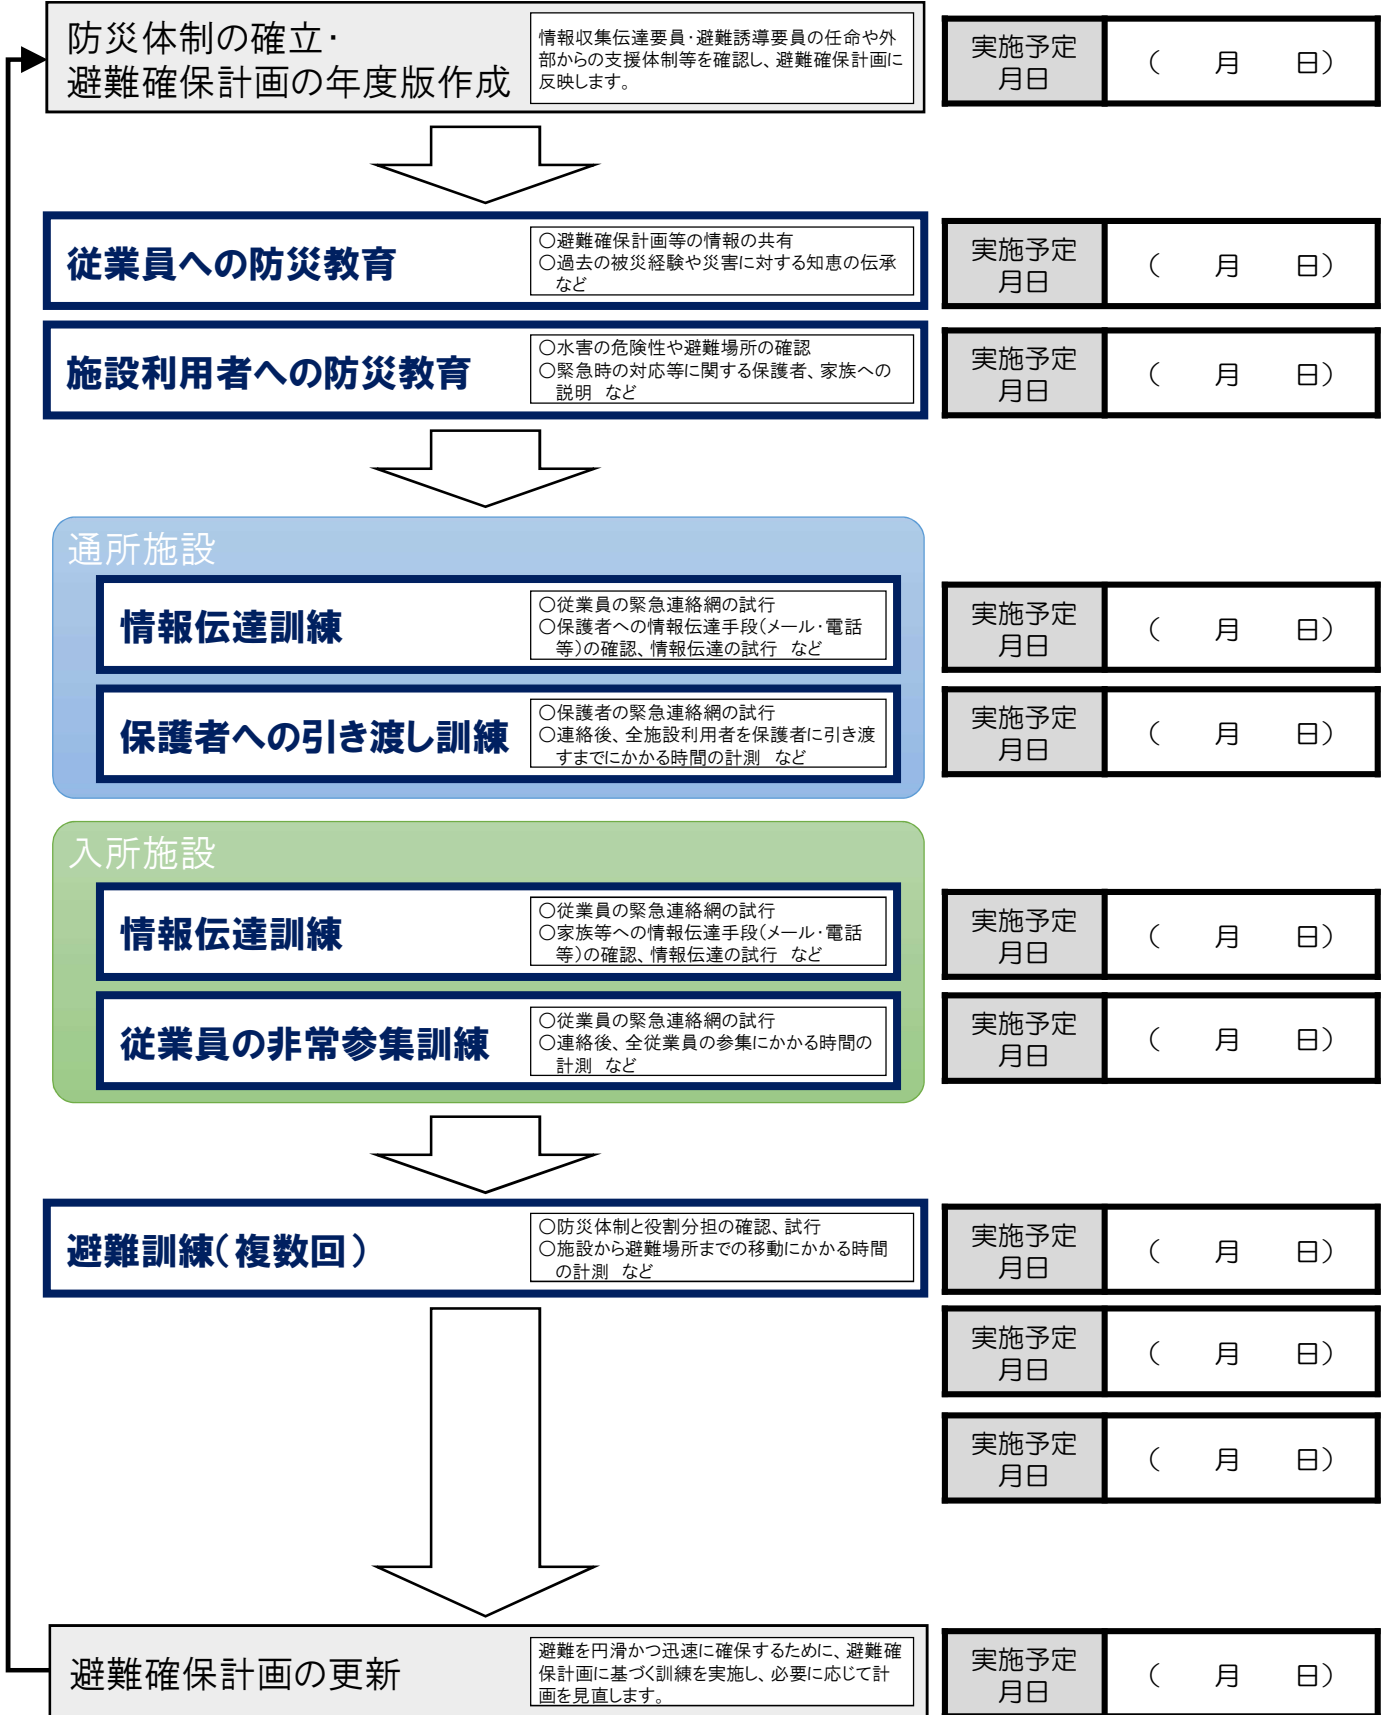 防災体制の確立・
避難確保計画の年度版作成
情報収集伝達要員・避難誘導要員の任命や外
部からの支援体制等を確認し、避難確保計画に
反映します。
実施予定
月日
(　　月　　日)
従業員への防災教育
○避難確保計画等の情報の共有
○過去の被災経験や災害に対する知恵の伝承
など
実施予定
月日
(　　月　　日)
施設利用者への防災教育
○水害の危険性や避難場所の確認
○緊急時の対応等に関する保護者、家族への
説明　など
実施予定
月日
(　　月　　日)
通所施設
情報伝達訓練
○従業員の緊急連絡網の試行
○保護者への情報伝達手段(メール・電話
等)の確認、情報伝達の試行　など
実施予定
月日
(　　月　　日)
保護者への引き渡し訓練
○保護者の緊急連絡網の試行
○連絡後、全施設利用者を保護者に引き渡
すまでにかかる時間の計測　など
実施予定
月日
(　　月　　日)
入所施設
情報伝達訓練
○従業員の緊急連絡網の試行
○家族等への情報伝達手段(メール・電話
等)の確認、情報伝達の試行　など
実施予定
月日
(　　月　　日)
従業員の非常参集訓練
○従業員の緊急連絡網の試行
○連絡後、全従業員の参集にかかる時間の
計測　など
実施予定
月日
(　　月　　日)
避難訓練(複数回)
○防災体制と役割分担の確認、試行
○施設から避難場所までの移動にかかる時間
の計測　など
実施予定
月日
(　　月　　日)
実施予定
月日
(　　月　　日)
実施予定
月日
(　　月　　日)
避難確保計画の更新
避難を円滑かつ迅速に確保するために、避難確
保計画に基づく訓練を実施し、必要に応じて計
画を見直します。
実施予定
月日
(　　月　　日)